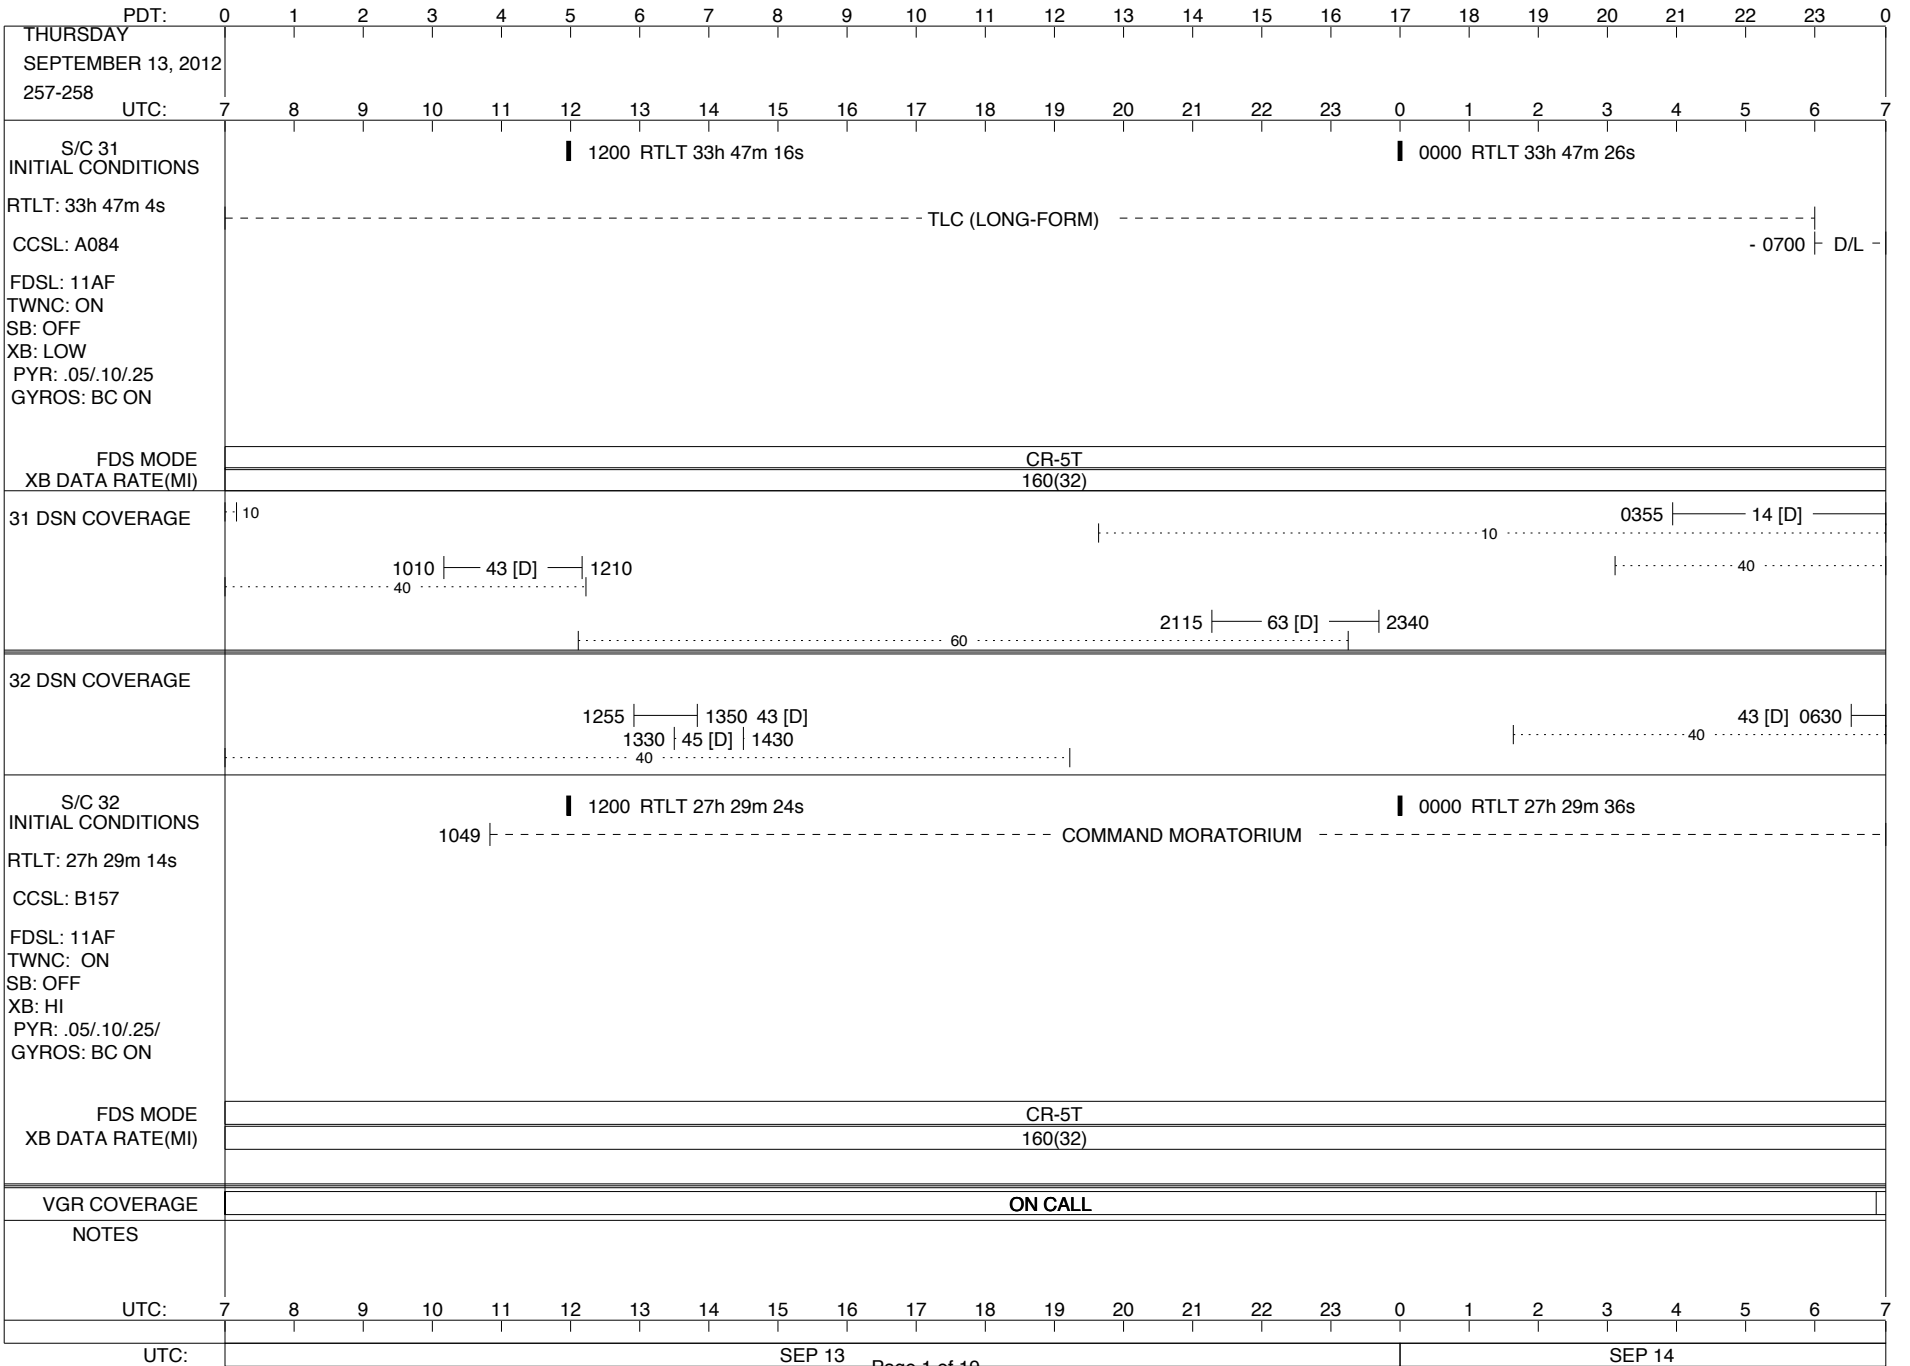 PDT: 0 1 2 3 4 5 6 7 8 9 10 11 12 13 14 15 16 17 18 19 20 21 22 23 0
THURSDAY
SEPTEMBER 13, 2012
257-258
UTC: 7 8 9 10 11 12 13 14 15 16 17 18 19 20 21 22 23 0 1 2 3 4 5 6 7
S/C 31
INITIAL CONDITIONS
1200 RTLT 33h 47m 16s
0000 RTLT 33h 47m 26s
RTLT: 33h 47m 4s
TLC (LONG-FORM)
CCSL: A084
- 0700 D/L
FDSL: 11AF
TWNC: ON
SB: OFF
XB: LOW
PYR: .05/.10/.25
GYROS: BC ON
FDS MODE CR-5T
XB DATA RATE(MI) 160(32)
31 DSN COVERAGE
10
0355 14 [D]
10
1010 43 [D] 1210
40
40
2115 63 [D] 2340
60
32 DSN COVERAGE
1255 1350 43 [D]
43 [D] 0630
1330 45 [D] 1430
40
40
S/C 32
INITIAL CONDITIONS
1200 RTLT 27h 29m 24s
0000 RTLT 27h 29m 36s
1049 COMMAND MORATORIUM
RTLT: 27h 29m 14s
CCSL: B157
FDSL: 11AF
TWNC: ON
SB: OFF
XB: HI
PYR: .05/.10/.25/
GYROS: BC ON
FDS MODE CR-5T
XB DATA RATE(MI) 160(32)
VGR COVERAGE ON CALL
NOTES
UTC: 7 8 9 10 11 12 13 14 15 16 17 18 19 20 21 22 23 0 1 2 3 4 5 6 7
UTC: SEP 13 SEP 14
Page 1 of 10